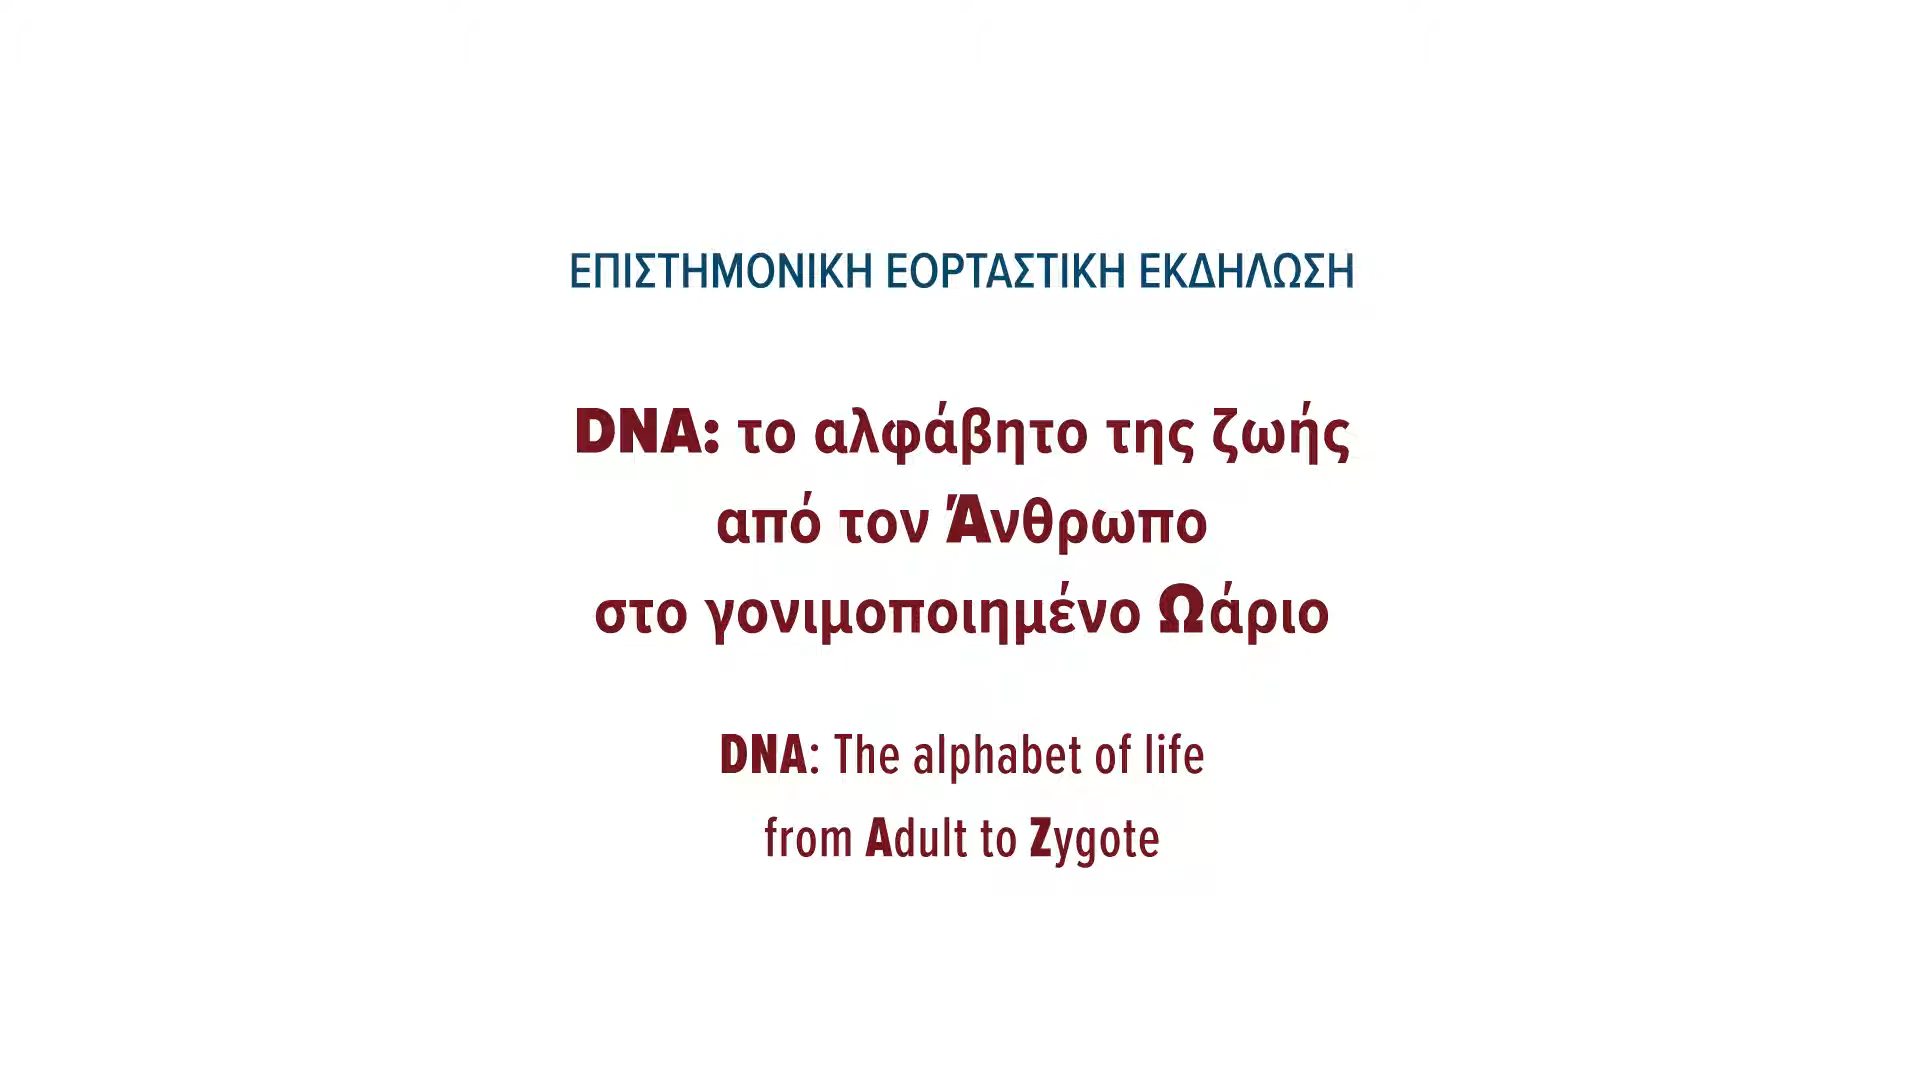 ΕΠΙΣΤΗΜΟΝΙΚΗ ΕΟΡΤΑΣΤΙΚΗ ΕΚΔΗΛΩΣΗ
DNA: το αλφάβητο της ζωής
από τον Άνθρωπο
στο γονιμοποιημένο Ωάριο
DNA: The alphabet of life
from Adult to Zygote